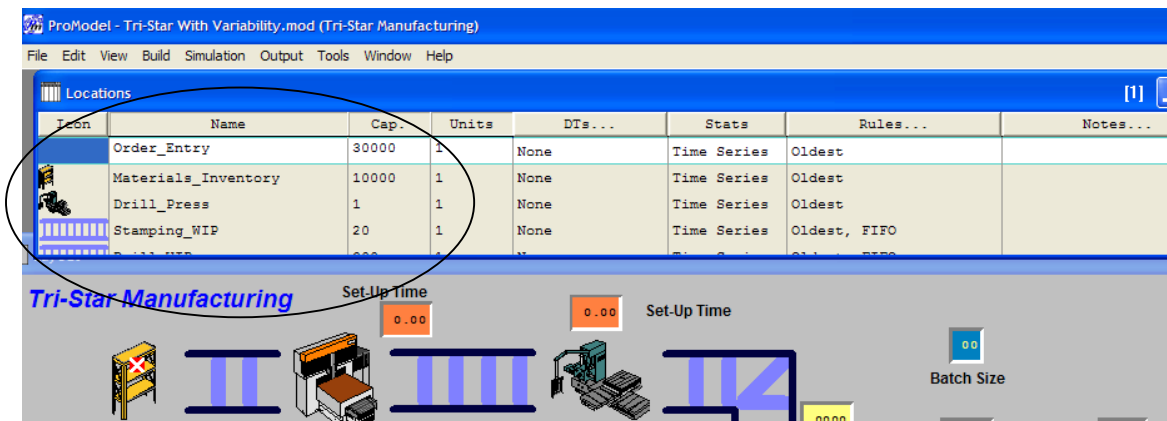 ProModel - Tri-Star With Variability.mod (Tri-Star Manufacturing)
File Edit View Build Simulation Output Tools Window Help
Locations [1]
Icon Name Cap. Units DTs... Stats Rules... Notes...
Order_Entry 30000 1 None Time Series Oldest
Materials_Inventory 10000 1 None Time Series Oldest
Drill_Press 1 1 None Time Series Oldest
Stamping_WIP 20 1 None Time Series Oldest, FIFO
Tri-Star Manufacturing
Set-Up Time
0.00
0.00
Set-Up Time
00
Batch Size